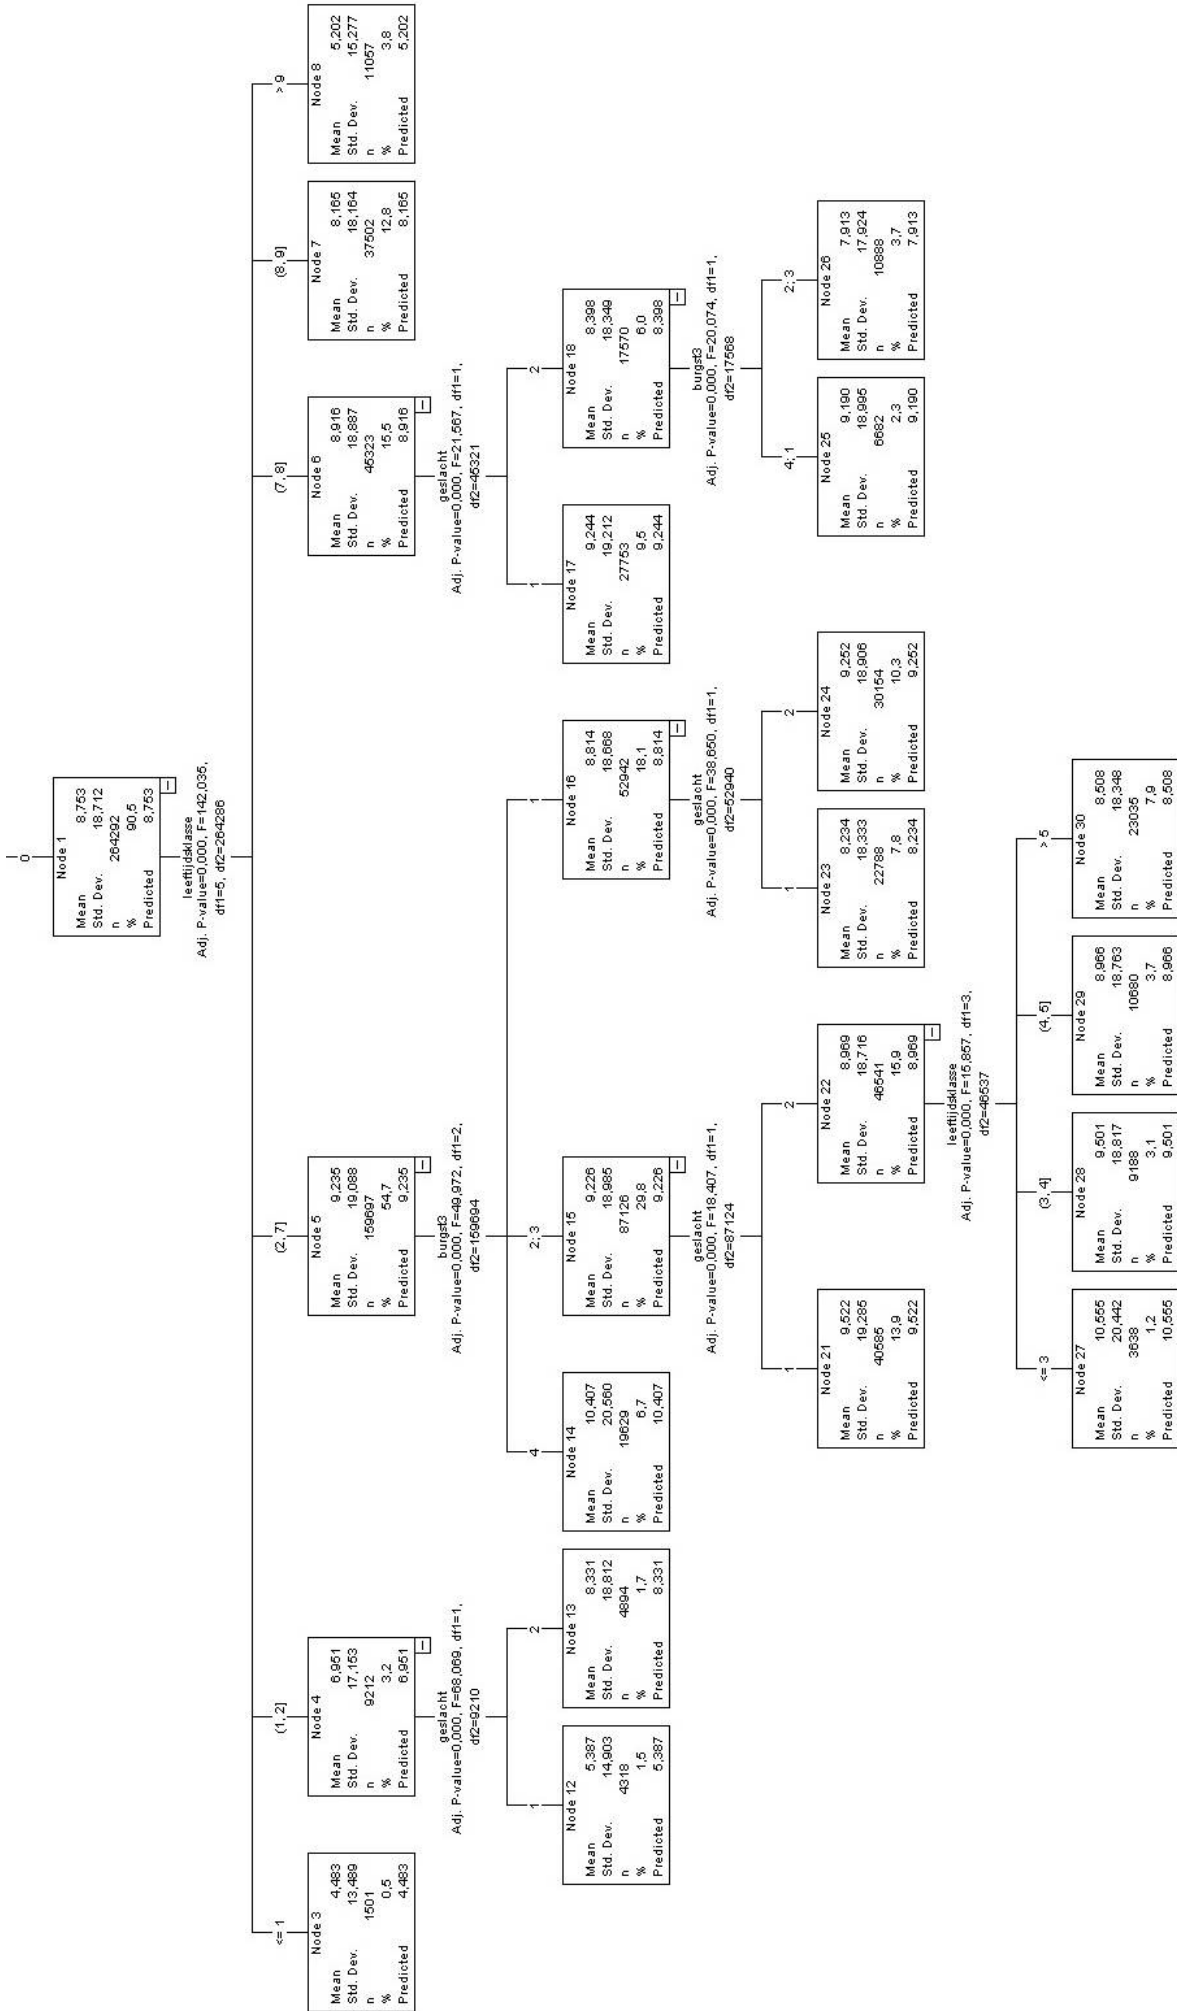 0
Node 1
Mean 8,753
Std. Dev. 18,712
n 264292
% 90,5
Predicted 8,753
leeftijdsklasse
Adj. P-value=0,000, F=142,035,
df1=5, df2=264286
<= 1
(1, 2]
(2, 7]
(7, 8]
(8, 9]
> 9
Node 3
Mean 4,483
Std. Dev. 13,489
n 1501
% 0,5
Predicted 4,483
Node 4
Mean 6,951
Std. Dev. 17,153
n 9212
% 3,2
Predicted 6,951
Node 5
Mean 9,235
Std. Dev. 19,088
n 159697
% 54,7
Predicted 9,235
Node 6
Mean 8,916
Std. Dev. 18,887
n 45323
% 15,5
Predicted 8,916
Node 7
Mean 8,165
Std. Dev. 18,164
n 37502
% 12,8
Predicted 8,165
Node 8
Mean 5,202
Std. Dev. 15,277
n 11057
% 3,8
Predicted 5,202
geslacht
Adj. P-value=0,000, F=68,069, df1=1,
df2=9210
burgst3
Adj. P-value=0,000, F=49,972, df1=2,
df2=159694
geslacht
Adj. P-value=0,000, F=21,567, df1=1,
df2=45321
1
2
4
2; 3
1
1
2
Node 12
Mean 5,387
Std. Dev. 14,903
n 4318
% 1,5
Predicted 5,387
Node 13
Mean 8,331
Std. Dev. 18,812
n 4894
% 1,7
Predicted 8,331
Node 14
Mean 10,407
Std. Dev. 20,560
n 19629
% 6,7
Predicted 10,407
Node 15
Mean 9,226
Std. Dev. 18,985
n 87126
% 29,8
Predicted 9,226
Node 16
Mean 8,814
Std. Dev. 18,668
n 52942
% 18,1
Predicted 8,814
Node 17
Mean 9,244
Std. Dev. 19,212
n 27753
% 9,5
Predicted 9,244
Node 18
Mean 8,398
Std. Dev. 18,349
n 17570
% 6,0
Predicted 8,398
geslacht
Adj. P-value=0,000, F=18,407, df1=1,
df2=87124
geslacht
Adj. P-value=0,000, F=38,650, df1=1,
df2=52940
burgst3
Adj. P-value=0,000, F=20,074, df1=1,
df2=17568
1
2
1
2
4; 1
2; 3
Node 21
Mean 9,522
Std. Dev. 19,285
n 40585
% 13,9
Predicted 9,522
Node 22
Mean 8,969
Std. Dev. 18,716
n 46541
% 15,9
Predicted 8,969
Node 23
Mean 8,234
Std. Dev. 18,333
n 22788
% 7,8
Predicted 8,234
Node 24
Mean 9,252
Std. Dev. 18,906
n 30154
% 10,3
Predicted 9,252
Node 25
Mean 9,190
Std. Dev. 18,995
n 6682
% 2,3
Predicted 9,190
Node 26
Mean 7,913
Std. Dev. 17,924
n 10888
% 3,7
Predicted 7,913
leeftijdsklasse
Adj. P-value=0,000, F=15,857, df1=3,
df2=46537
<= 3
(3, 4]
(4, 5]
> 5
Node 27
Mean 10,555
Std. Dev. 20,442
n 3638
% 1,2
Predicted 10,555
Node 28
Mean 9,501
Std. Dev. 18,817
n 9188
% 3,1
Predicted 9,501
Node 29
Mean 8,966
Std. Dev. 18,763
n 10680
% 3,7
Predicted 8,966
Node 30
Mean 8,508
Std. Dev. 18,348
n 23035
% 7,9
Predicted 8,508